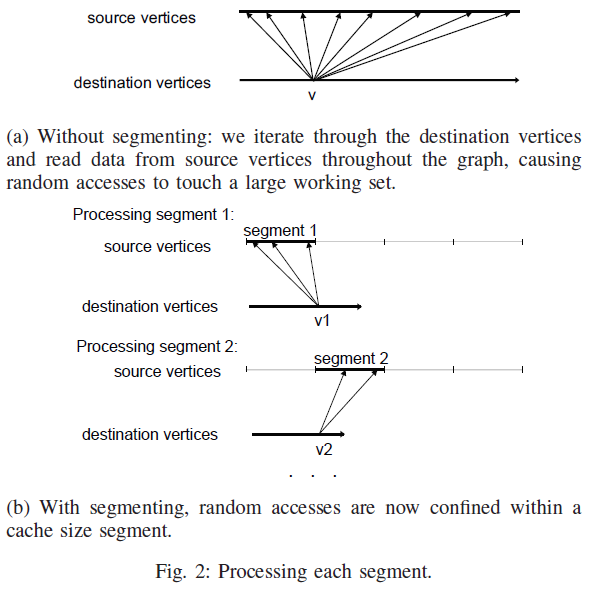 source vertices
destination vertices
v
(a) Without segmenting: we iterate through the destination vertices
and read data from source vertices throughout the graph, causing
random accesses to touch a large working set.
Processing segment 1:
segment 1
source vertices
destination vertices
v1
Processing segment 2:
segment 2
source vertices
destination vertices
v2
. . .
(b) With segmenting, random accesses are now confined within a
cache size segment.
Fig. 2: Processing each segment.